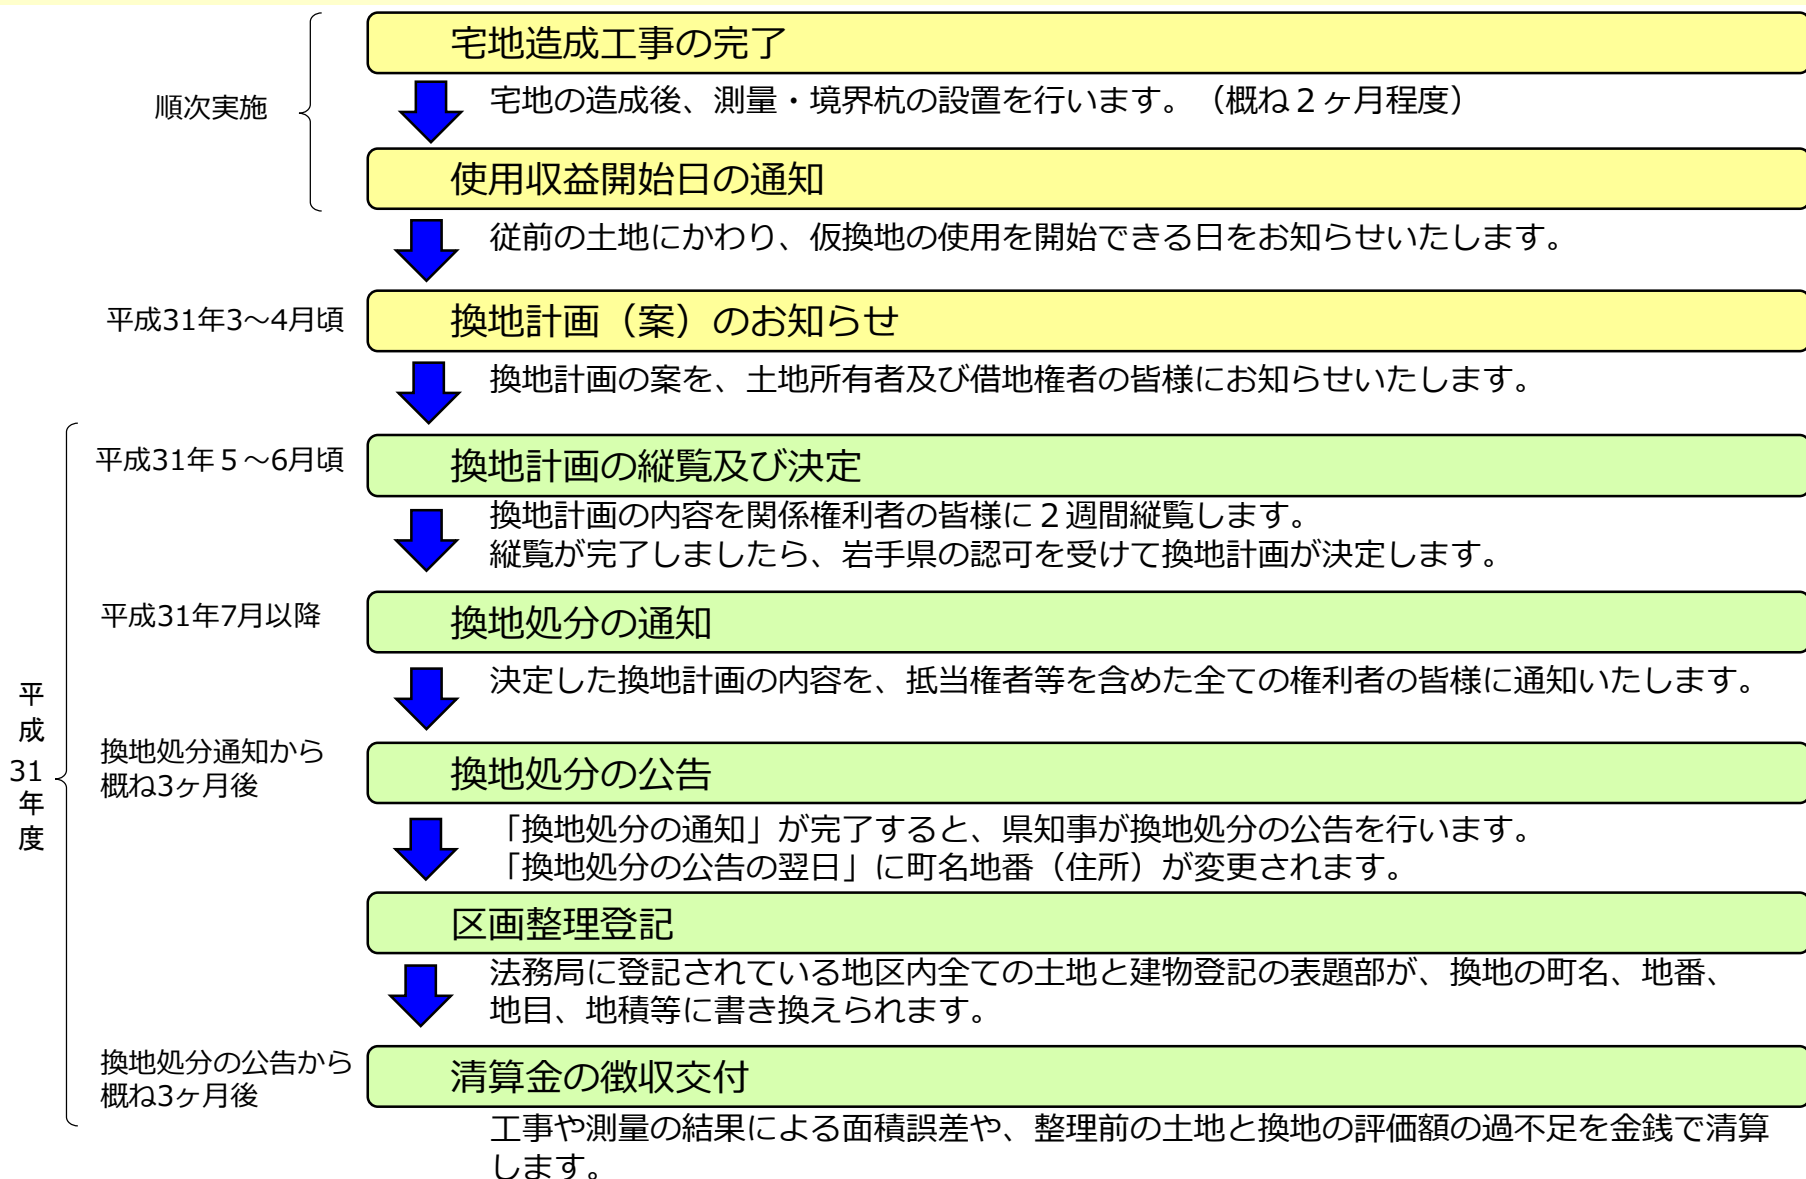 宅地造成工事の完了
順次実施
宅地の造成後、測量・境界杭の設置を行います。（概ね２ヶ月程度）
使用収益開始日の通知
従前の土地にかわり、仮換地の使用を開始できる日をお知らせいたします。
平成31年3～4月頃
換地計画（案）のお知らせ
換地計画の案を、土地所有者及び借地権者の皆様にお知らせいたします。
平成31年度
平成31年５～6月頃
換地計画の縦覧及び決定
換地計画の内容を関係権利者の皆様に２週間縦覧します。
縦覧が完了しましたら、岩手県の認可を受けて換地計画が決定します。
平成31年7月以降
換地処分の通知
決定した換地計画の内容を、抵当権者等を含めた全ての権利者の皆様に通知いたします。
換地処分通知から
概ね3ヶ月後
換地処分の公告
「換地処分の通知」が完了すると、県知事が換地処分の公告を行います。
「換地処分の公告の翌日」に町名地番（住所）が変更されます。
区画整理登記
法務局に登記されている地区内全ての土地と建物登記の表題部が、換地の町名、地番、
地目、地積等に書き換えられます。
換地処分の公告から
概ね3ヶ月後
清算金の徴収交付
工事や測量の結果による面積誤差や、整理前の土地と換地の評価額の過不足を金銭で清算
します。